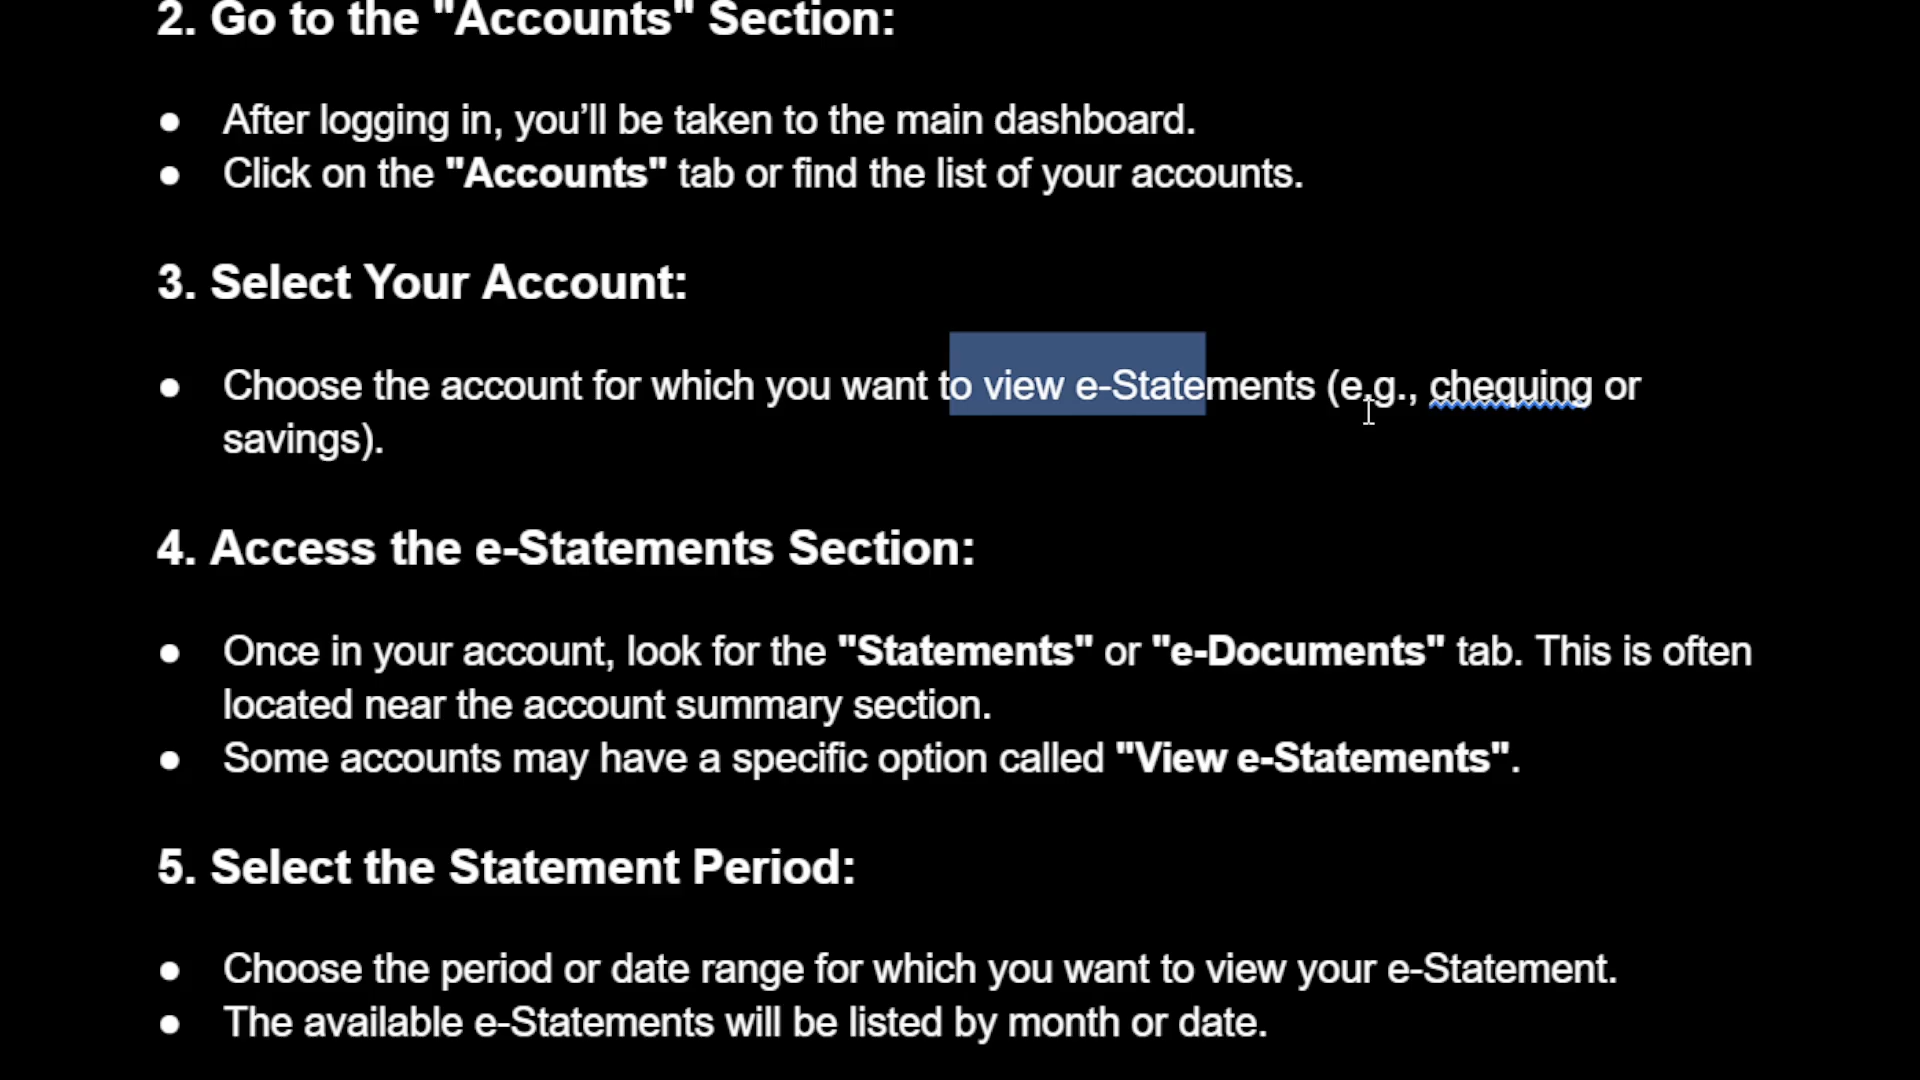 2. Go to the "Accounts" Section:
● After logging in, you’ll be taken to the main dashboard.
● Click on the "Accounts" tab or find the list of your accounts.
3. Select Your Account:
● Choose the account for which you want to view e-Statements (e.g., chequing or
savings).
4. Access the e-Statements Section:
● Once in your account, look for the "Statements" or "e-Documents" tab. This is often
located near the account summary section.
● Some accounts may have a specific option called "View e-Statements".
5. Select the Statement Period:
● Choose the period or date range for which you want to view your e-Statement.
● The available e-Statements will be listed by month or date.